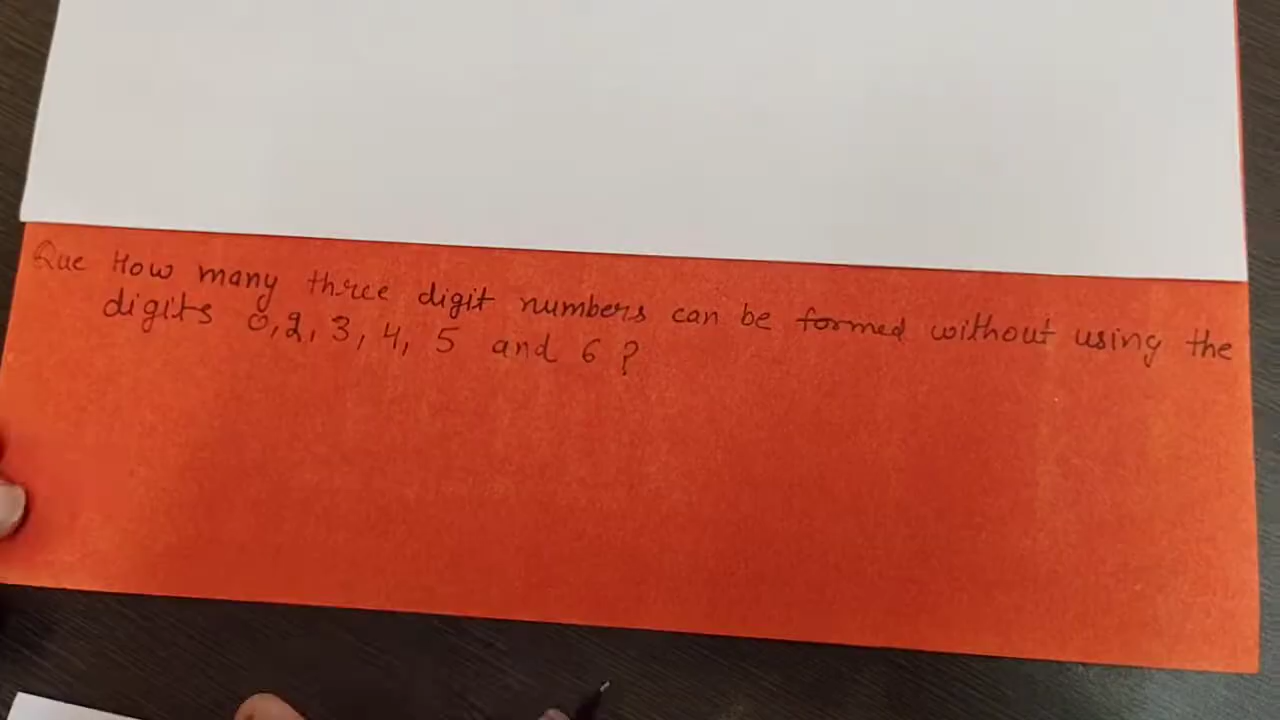 Que How many three digit numbers can be formed without using the
digits 0,2,3,4,5 and 6?